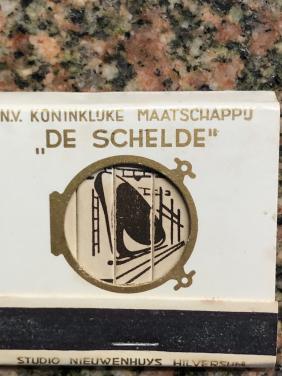 N.V. KONINKLIJKE MAATSCHAPPIJ
„DE SCHELDE"
STUDIO NIEUWENHUYS HILVERSUM